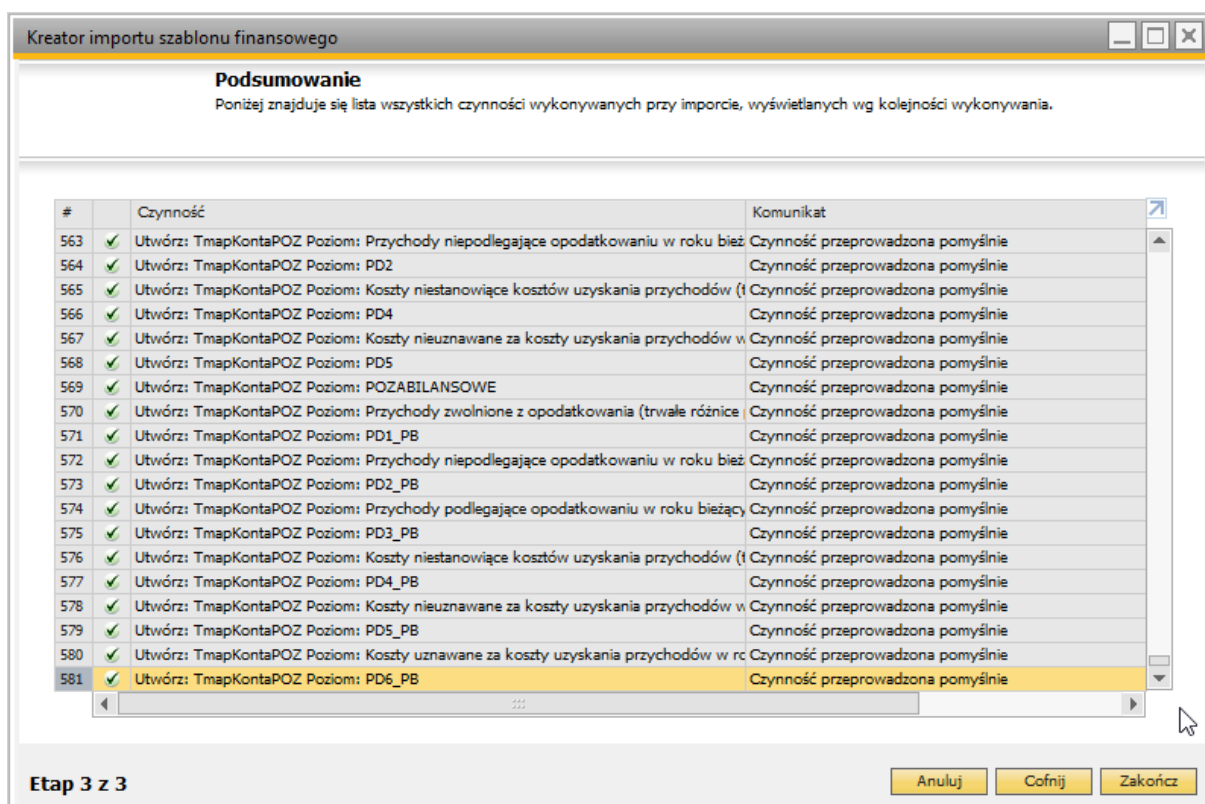 Kreator importu szablonu finansowego
Podsumowanie
Poniżej znajduje się lista wszystkich czynności wykonywanych przy imporcie, wyświetlanych wg kolejności wykonywania.
# Czynność Komunikat
563 Utwórz: TmapKontaPOZ Poziom: Przychody niepodlegające opodatkowaniu w roku bież Czynność przeprowadzona pomyślnie
564 Utwórz: TmapKontaPOZ Poziom: PD2 Czynność przeprowadzona pomyślnie
565 Utwórz: TmapKontaPOZ Poziom: Koszty niestanowiące kosztów uzyskania przychodów (t Czynność przeprowadzona pomyślnie
566 Utwórz: TmapKontaPOZ Poziom: PD4 Czynność przeprowadzona pomyślnie
567 Utwórz: TmapKontaPOZ Poziom: Koszty nieuznawane za koszty uzyskania przychodów w Czynność przeprowadzona pomyślnie
568 Utwórz: TmapKontaPOZ Poziom: PD5 Czynność przeprowadzona pomyślnie
569 Utwórz: TmapKontaPOZ Poziom: POZABILANSOWE Czynność przeprowadzona pomyślnie
570 Utwórz: TmapKontaPOZ Poziom: Przychody zwolnione z opodatkowania (trwałe różnice Czynność przeprowadzona pomyślnie
571 Utwórz: TmapKontaPOZ Poziom: PD1_PB Czynność przeprowadzona pomyślnie
572 Utwórz: TmapKontaPOZ Poziom: Przychody niepodlegające opodatkowaniu w roku bież Czynność przeprowadzona pomyślnie
573 Utwórz: TmapKontaPOZ Poziom: PD2_PB Czynność przeprowadzona pomyślnie
574 Utwórz: TmapKontaPOZ Poziom: Przychody podlegające opodatkowaniu w roku bieżący Czynność przeprowadzona pomyślnie
575 Utwórz: TmapKontaPOZ Poziom: PD3_PB Czynność przeprowadzona pomyślnie
576 Utwórz: TmapKontaPOZ Poziom: Koszty niestanowiące kosztów uzyskania przychodów (t Czynność przeprowadzona pomyślnie
577 Utwórz: TmapKontaPOZ Poziom: PD4_PB Czynność przeprowadzona pomyślnie
578 Utwórz: TmapKontaPOZ Poziom: Koszty nieuznawane za koszty uzyskania przychodów w Czynność przeprowadzona pomyślnie
579 Utwórz: TmapKontaPOZ Poziom: PD5_PB Czynność przeprowadzona pomyślnie
580 Utwórz: TmapKontaPOZ Poziom: Koszty uznawane za koszty uzyskania przychodów w ro Czynność przeprowadzona pomyślnie
581 Utwórz: TmapKontaPOZ Poziom: PD6_PB Czynność przeprowadzona pomyślnie
Etap 3 z 3 Anuluj Cofnij Zakończ